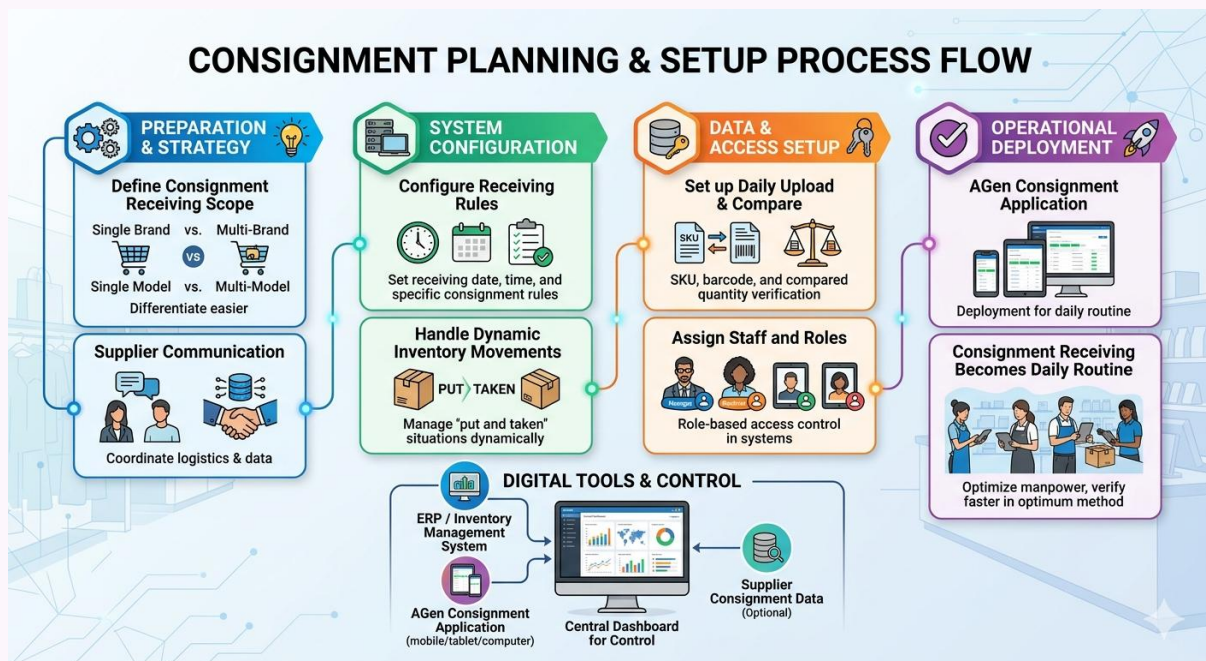 CONSIGNMENT PLANNING & SETUP PROCESS FLOW
PREPARATION
& STRATEGY
Define Consignment
Receiving Scope
Single Brand vs. Multi-Brand
VS
Single Model vs. Multi-Model
Differentiate easier
Supplier Communication
Coordinate logistics & data
SYSTEM
CONFIGURATION
Configure Receiving
Rules
Set receiving date, time, and
specific consignment rules
Handle Dynamic
Inventory Movements
PUT TAKEN
Manage "put and taken"
situations dynamically
DATA &
ACCESS SETUP
Set up Daily Upload
& Compare
SKU
SKU, barcode, and compared
quantity verification
Assign Staff and Roles
Role-based access control
in systems
OPERATIONAL
DEPLOYMENT
AGen Consignment
Application
Deployment for daily routine
Consignment Receiving
Becomes Daily Routine
Optimize manpower, verify
faster in optimum method
DIGITAL TOOLS & CONTROL
ERP / Inventory
Management
System
AGen Consignment
Application
(mobile/tablet/computer)
Central Dashboard
for Control
Supplier
Consignment Data
(Optional)